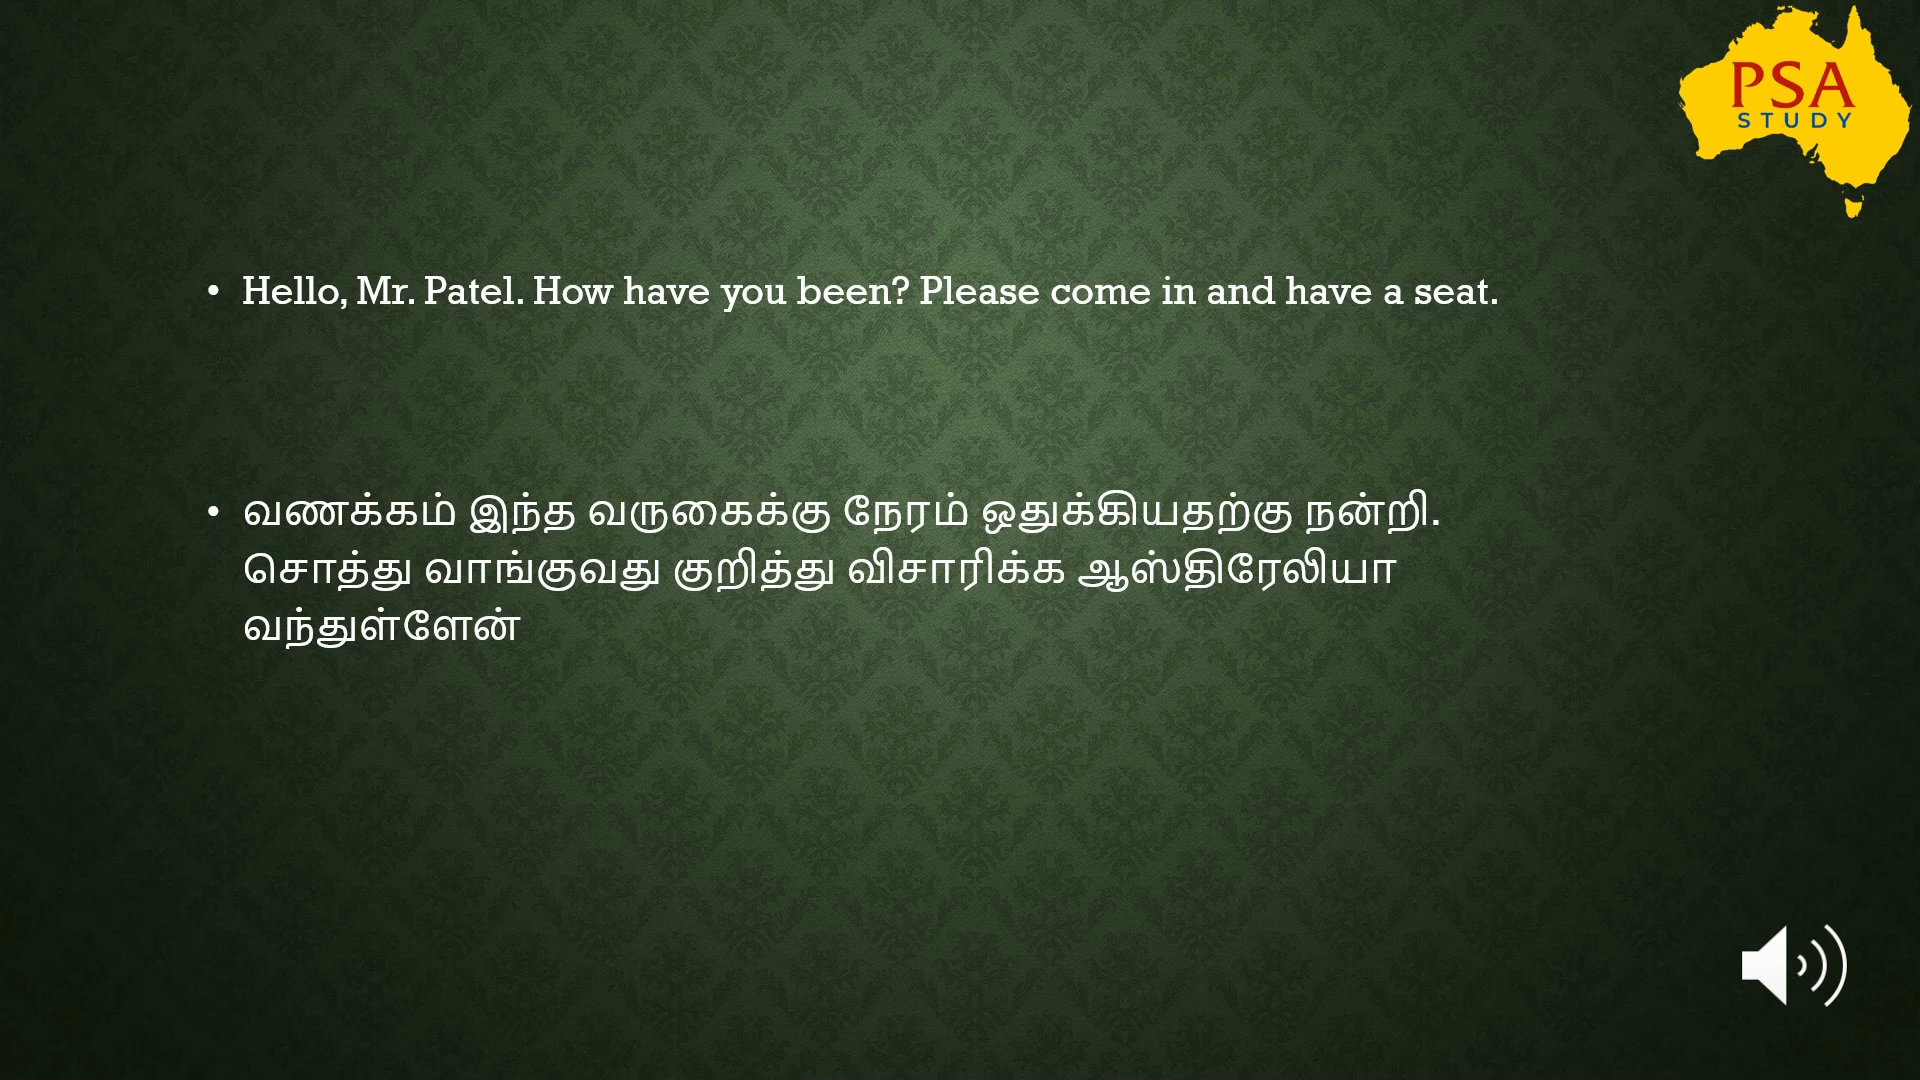 PSA
STUDY
• Hello, Mr. Patel. How have you been? Please come in and have a seat.
• வணக்கம் இந்த வருகைக்கு நேரம் ஒதுக்கியதற்கு நன்றி.
சொத்து வாங்குவது குறித்து விசாரிக்க ஆஸ்திரேலியா
வந்துள்ளேன்